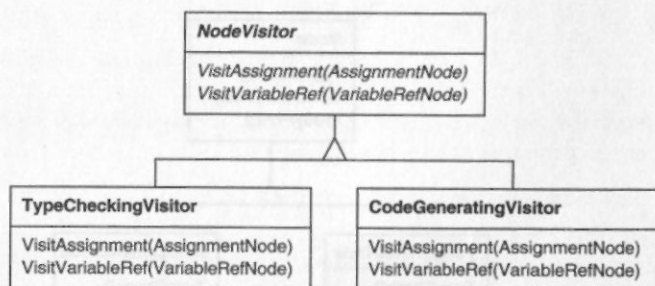 NodeVisitor
VisitAssignment(AssignmentNode)
VisitVariableRef(VariableRefNode)
TypeCheckingVisitor
VisitAssignment(AssignmentNode)
VisitVariableRef(VariableRefNode)
CodeGeneratingVisitor
VisitAssignment(AssignmentNode)
VisitVariableRef(VariableRefNode)